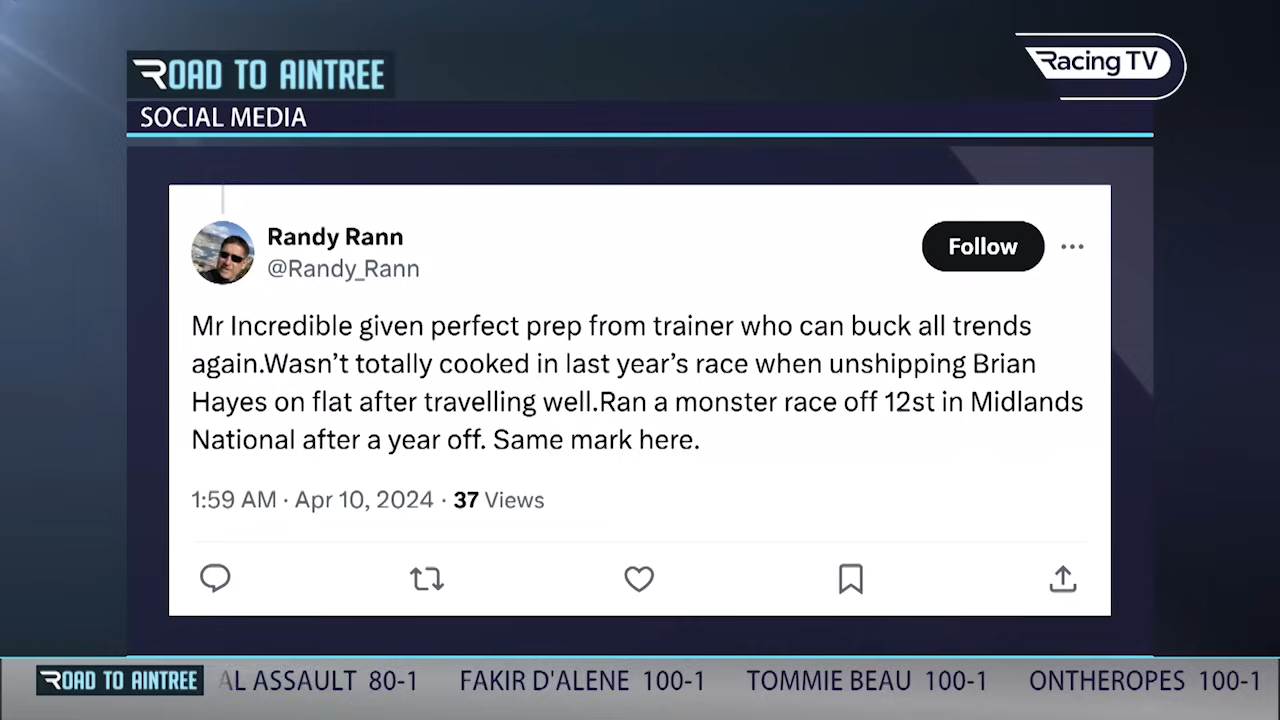 ROAD TO AINTREE
Racing TV
SOCIAL MEDIA
Randy Rann
@Randy_Rann
Follow
Mr Incredible given perfect prep from trainer who can buck all trends
again.Wasn’t totally cooked in last year’s race when unshipping Brian
Hayes on flat after travelling well.Ran a monster race off 12st in Midlands
National after a year off. Same mark here.
1:59 AM · Apr 10, 2024 · 37 Views
ROAD TO AINTREE AL ASSAULT 80-1 FAKIR D'ALENE 100-1 TOMMIE BEAU 100-1 ONTHEROPES 100-1